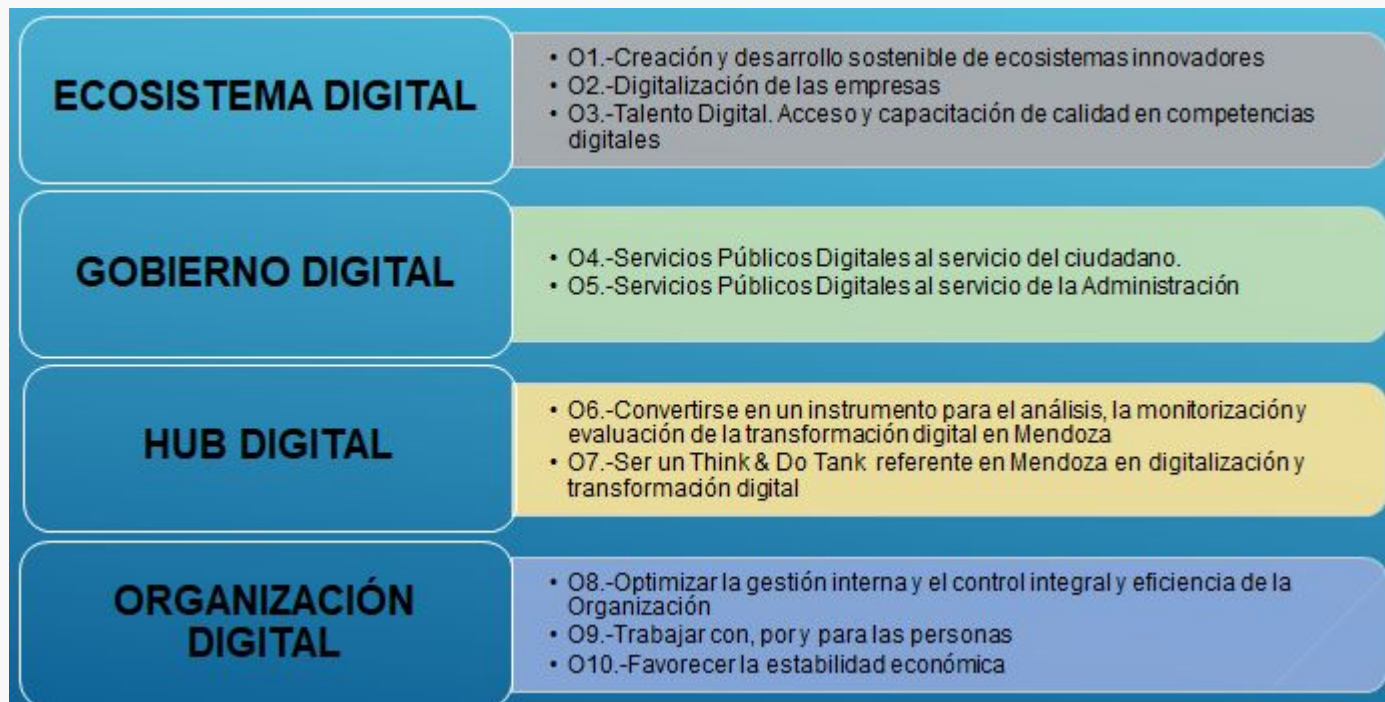 ECOSISTEMA DIGITAL
• O1.-Creación y desarrollo sostenible de ecosistemas innovadores
• O2.-Digitalización de las empresas
• O3.-Talento Digital. Acceso y capacitación de calidad en competencias
digitales
GOBIERNO DIGITAL
• O4.-Servicios Públicos Digitales al servicio del ciudadano.
• O5.-Servicios Públicos Digitales al servicio de la Administración
HUB DIGITAL
• O6.-Convertirse en un instrumento para el análisis, la monitorización y
evaluación de la transformación digital en Mendoza
• O7.-Ser un Think & Do Tank referente en Mendoza en digitalización y
transformación digital
ORGANIZACIÓN
DIGITAL
• O8.-Optimizar la gestión interna y el control integral y eficiencia de la
Organización
• O9.-Trabajar con, por y para las personas
• O10.-Favorecer la estabilidad económica